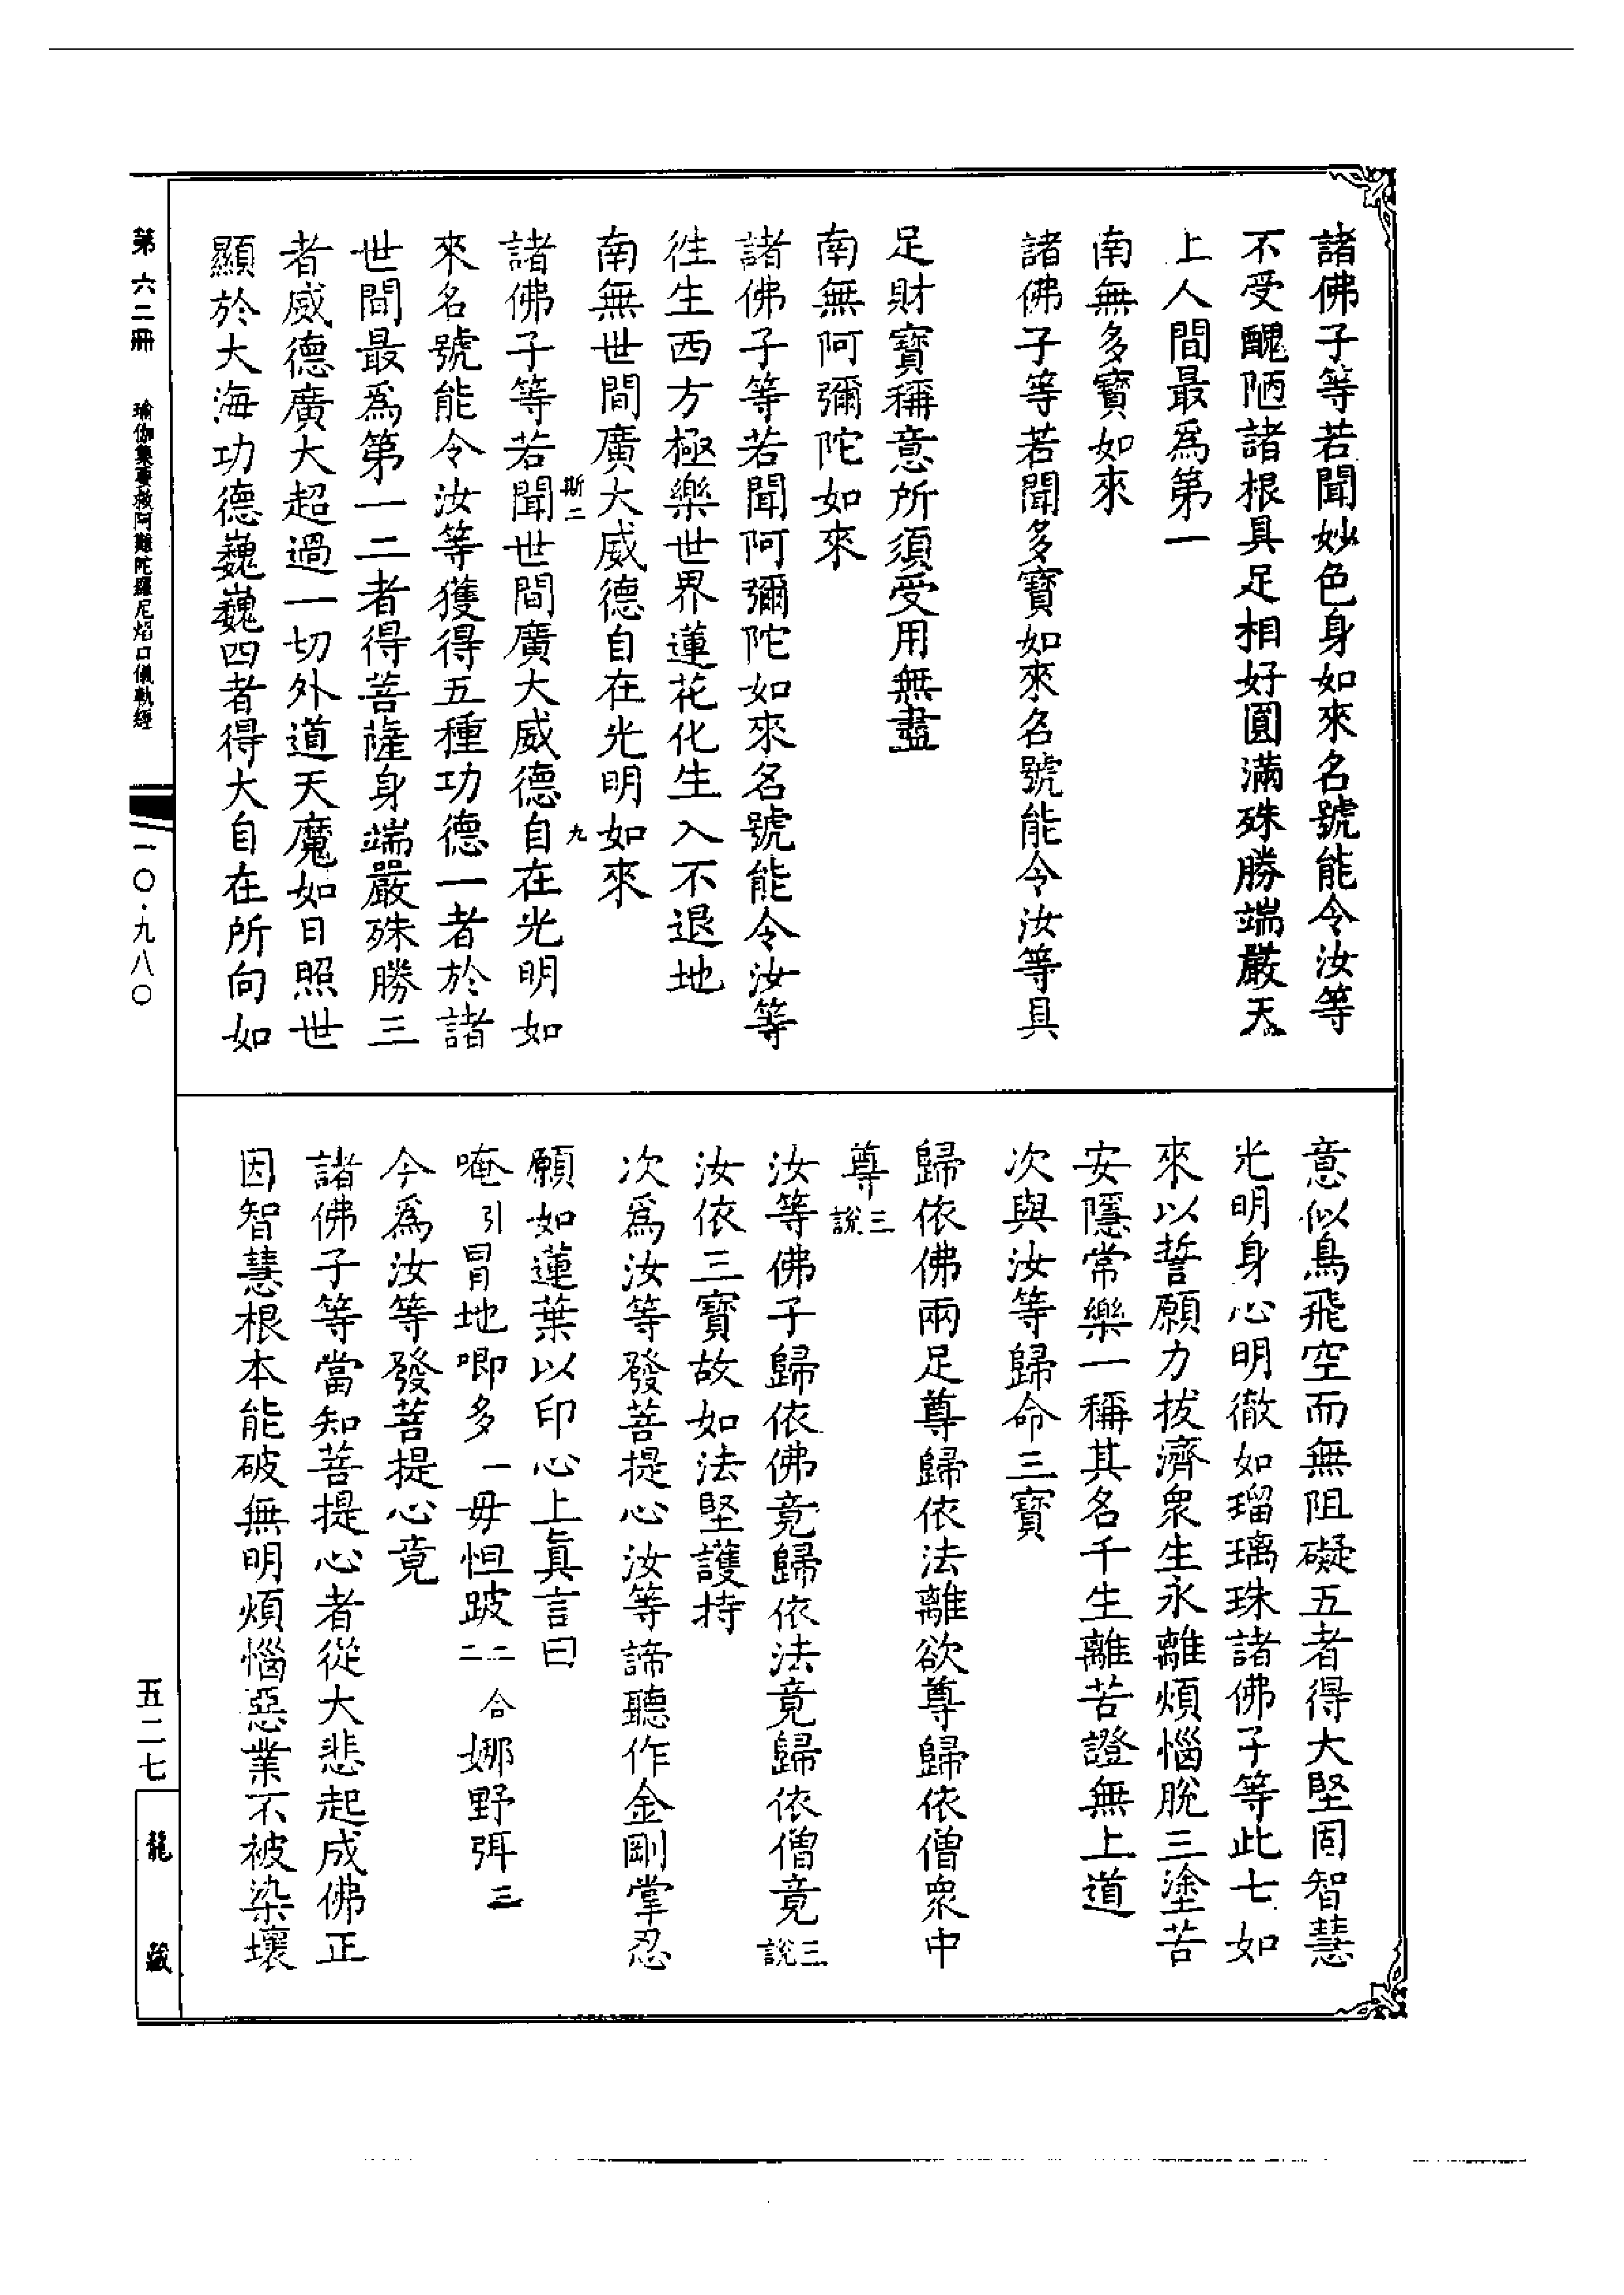 諸佛子等若聞妙色身如來名號能令汝等
不受醜陋諸根具足相好圓滿殊勝端嚴天
上人間最爲第一
南無多寶如來
諸佛子等若聞多寶如來名號能令汝等具
足財寶稱意所須受用無盡
南無阿彌陀如來
諸佛子等若聞阿彌陀如來名號能令汝等
往生西方極樂世界蓮花化生入不退地
南無世間廣大威德自在光明如來
斯二
九
諸佛子等若聞世間廣大威德自在光明如
來名號能令汝等獲得五種功德一者於諸
世間最爲第一二者得菩薩身端嚴殊勝三
者威德廣大超過一切外道天魔如日照世
顯於大海功德巍巍四者得大自在所向如
意似鳥飛空而無阻礙五者得大堅固智慧
光明身心明徹如瑠璃珠諸佛子等此七如
來以誓願力拔濟衆生永離煩惱脫三塗苦
安隱常樂一稱其名千生離苦證無上道
次與汝等歸命三寶
歸依佛兩足尊歸依法離欲尊歸依僧衆中
尊三說
汝等佛子歸依佛竟歸依法竟歸依僧竟三說
汝依三寶故如法堅護持
次爲汝等發菩提心汝等諦聽作金剛掌忍
願如蓮葉以印心上真言曰
唵引冐地唧多一毋怛跛二二合娜野弭三
今爲汝等發菩提心竟
諸佛子等當知菩提心者從大悲起成佛正
因智慧根本能破無明煩惱惡業不被染壞
第六二冊 瑜伽集要救阿難陀羅尼焰口儀軌經 一〇·九八〇
五二七
龍藏